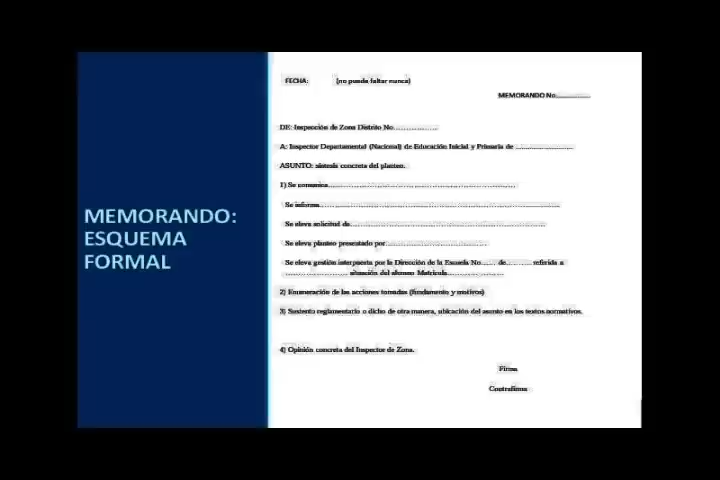 MEMORANDO:
ESQUEMA
FORMAL
FECHA: (no puede faltar nunca)
MEMORANDO No...............
DE: Inspección de Zona Distrito No.................
A: Inspector Departamental (Nacional) de Educación Inicial y Primaria de ........................
ASUNTO: síntesis concreta del planteo.
1) Se comunica......................................................................
Se informa...........................................................................................
Se eleva solicitud de........................................................................
Se eleva planteo presentado por.....................................
Se eleva gestión interpuesta por la Dirección de la Escuela No...... de......... referida a
........................ situación del alumno Matrícula.....................
2) Enumeración de las acciones tomadas (fundamento y motivos)
3) Sustento reglamentario o dicho de otra manera, ubicación del asunto en los textos normativos.
4) Opinión concreta del Inspector de Zona.
Firma
Contrafirma